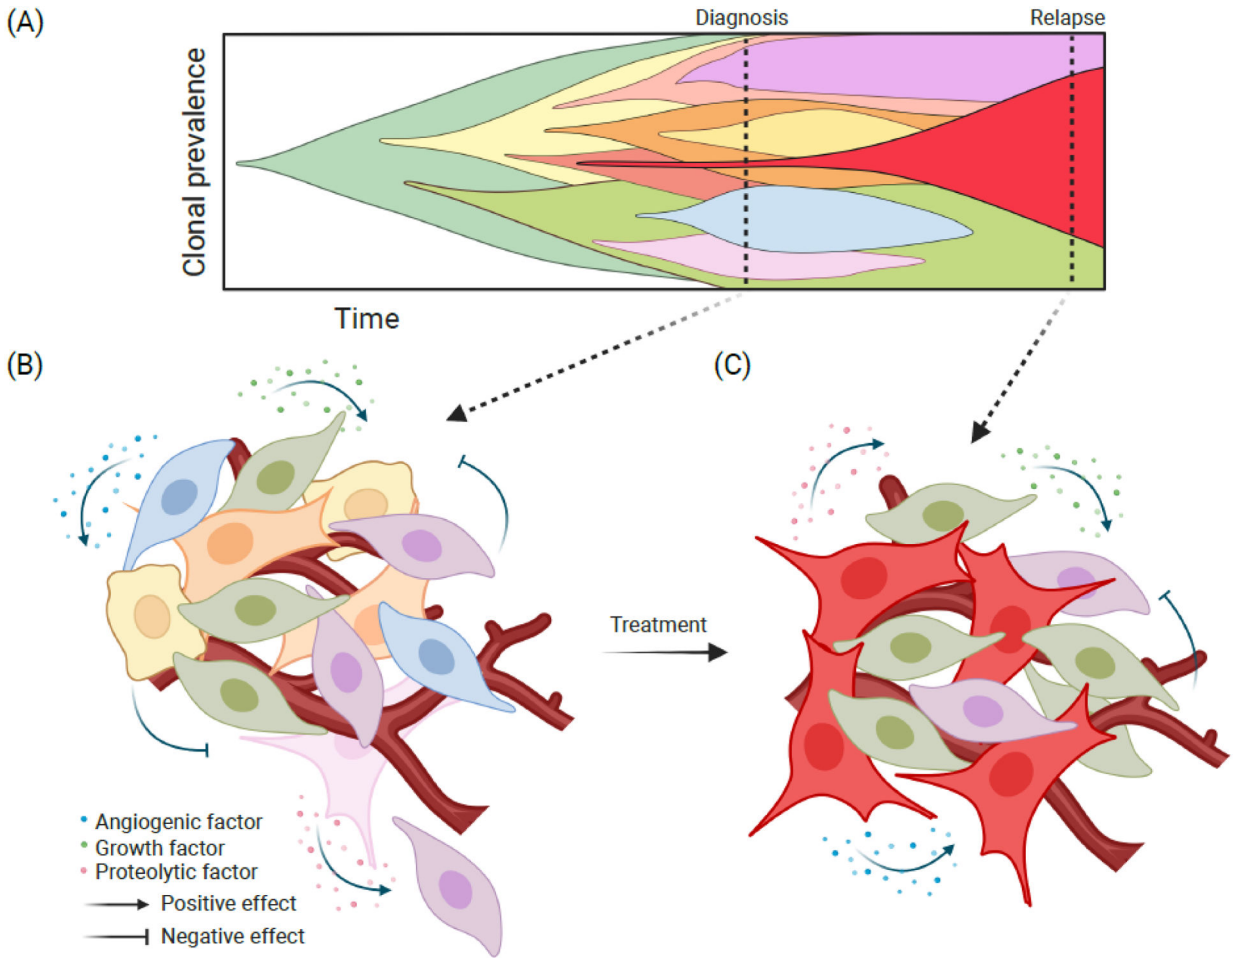 (A)
Diagnosis
Relapse
Clonal prevalence
Time
(B)
(C)
Treatment
Angiogenic factor
Growth factor
Proteolytic factor
Positive effect
Negative effect